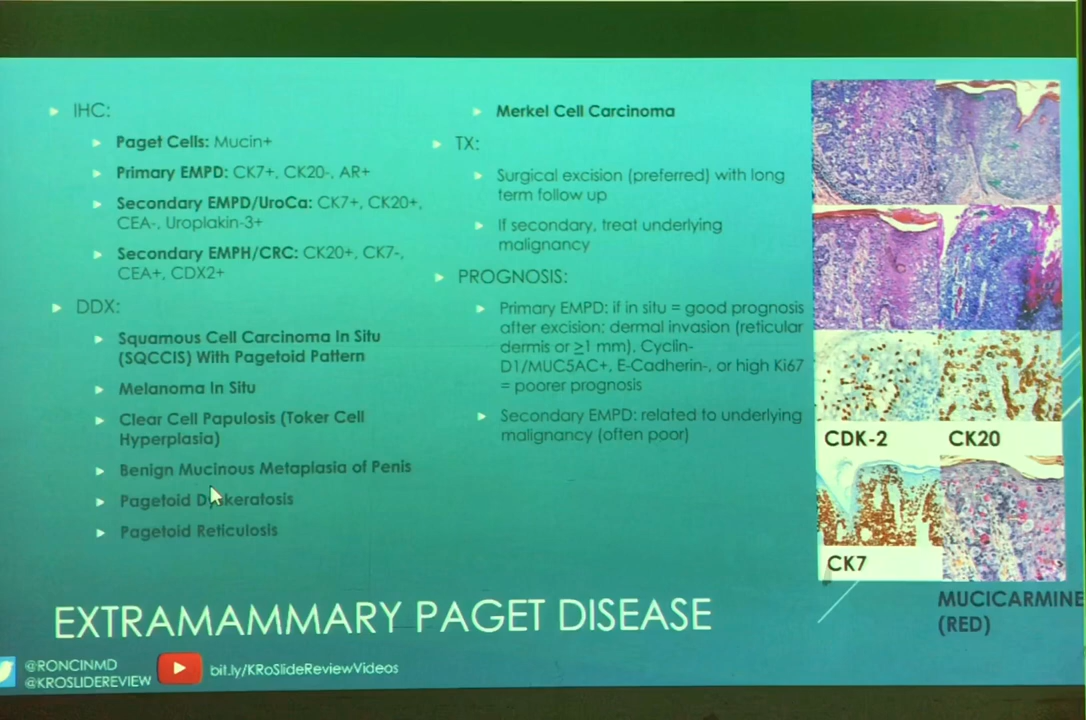 IHC:
Paget Cells: Mucin+
Primary EMPD: CK7+, CK20-, AR+
Secondary EMPD/UroCa: CK7+, CK20+,
CEA-, Uroplakin-3+
Secondary EMPH/CRC: CK20+, CK7-,
CEA+, CDX2+
DDX:
Squamous Cell Carcinoma In Situ
(SQCCIS) With Pagetoid Pattern
Melanoma In Situ
Clear Cell Papulosis (Toker Cell
Hyperplasia)
Benign Mucinous Metaplasia of Penis
Pagetoid Dyskeratosis
Pagetoid Reticulosis
Merkel Cell Carcinoma
TX:
Surgical excision (preferred) with long
term follow up
If secondary, treat underlying
malignancy
PROGNOSIS:
Primary EMPD: if in situ = good prognosis
after excision; dermal invasion (reticular
dermis or ≥1 mm), Cyclin-
D1/MUC5AC+, E-Cadherin-, or high Ki67
= poorer prognosis
Secondary EMPD: related to underlying
malignancy (often poor)
CDK-2
CK20
CK7
MUCICARMINE
(RED)
EXTRAMAMMARY PAGET DISEASE
@RONCINMD
@KROSLIDEREVIEW
bit.ly/KRoSlideReviewVideos